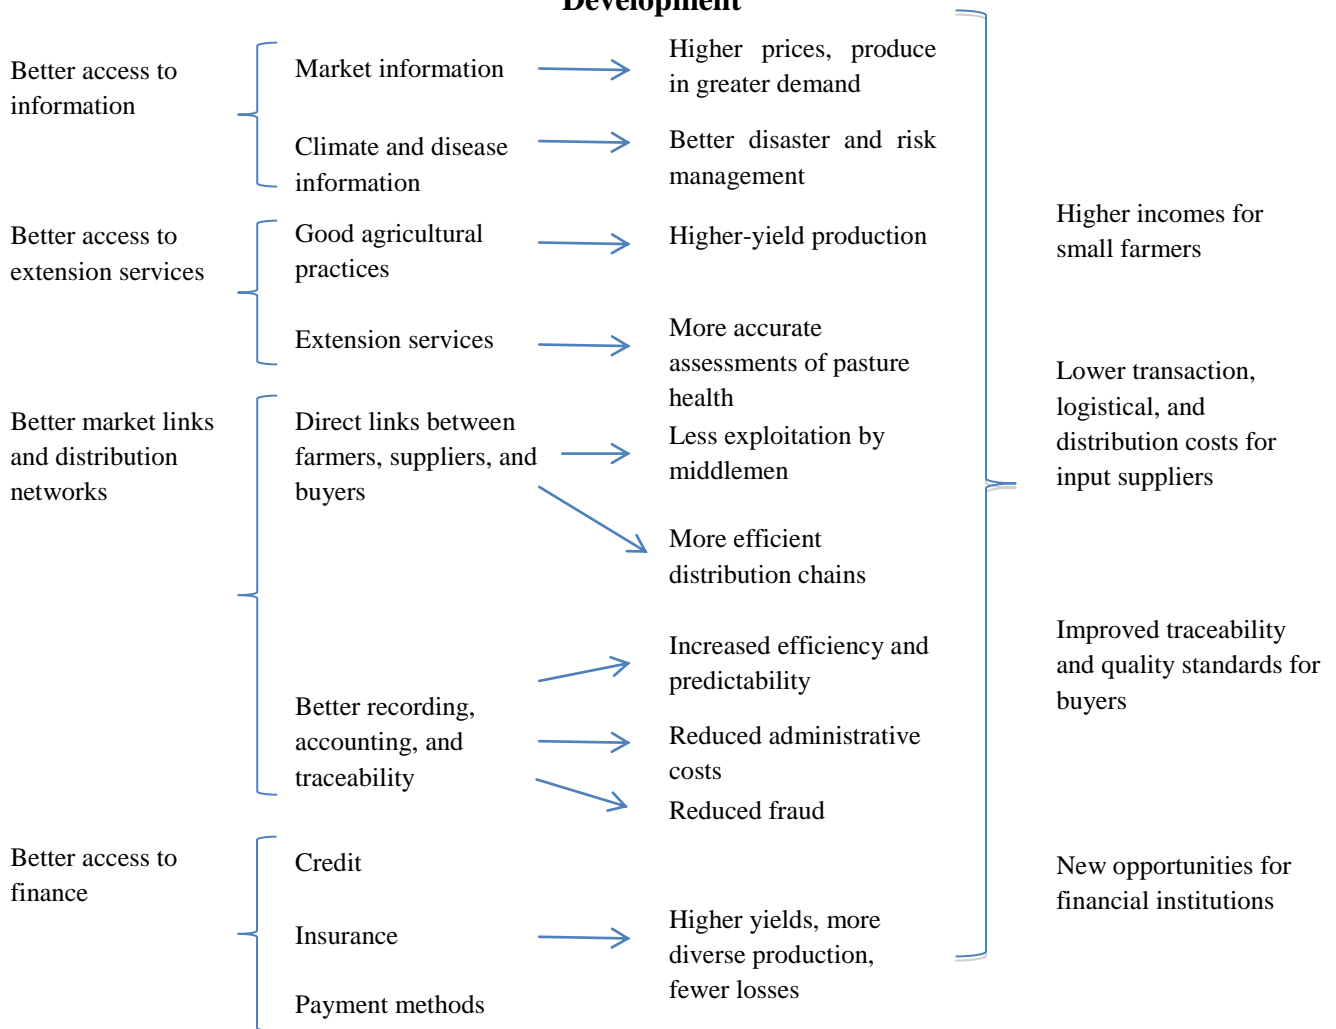 Development
Better access to
information
Market information
Higher prices, produce
in greater demand
Climate and disease
information
Better disaster and risk
management
Better access to
extension services
Good agricultural
practices
Higher-yield production
Extension services
More accurate
assessments of pasture
health
Better market links
and distribution
networks
Direct links between
farmers, suppliers, and
buyers
Less exploitation by
middlemen
More efficient
distribution chains
Better recording,
accounting, and
traceability
Increased efficiency and
predictability
Reduced administrative
costs
Reduced fraud
Better access to
finance
Credit
Insurance
Payment methods
Higher yields, more
diverse production,
fewer losses
Higher incomes for
small farmers
Lower transaction,
logistical, and
distribution costs for
input suppliers
Improved traceability
and quality standards for
buyers
New opportunities for
financial institutions